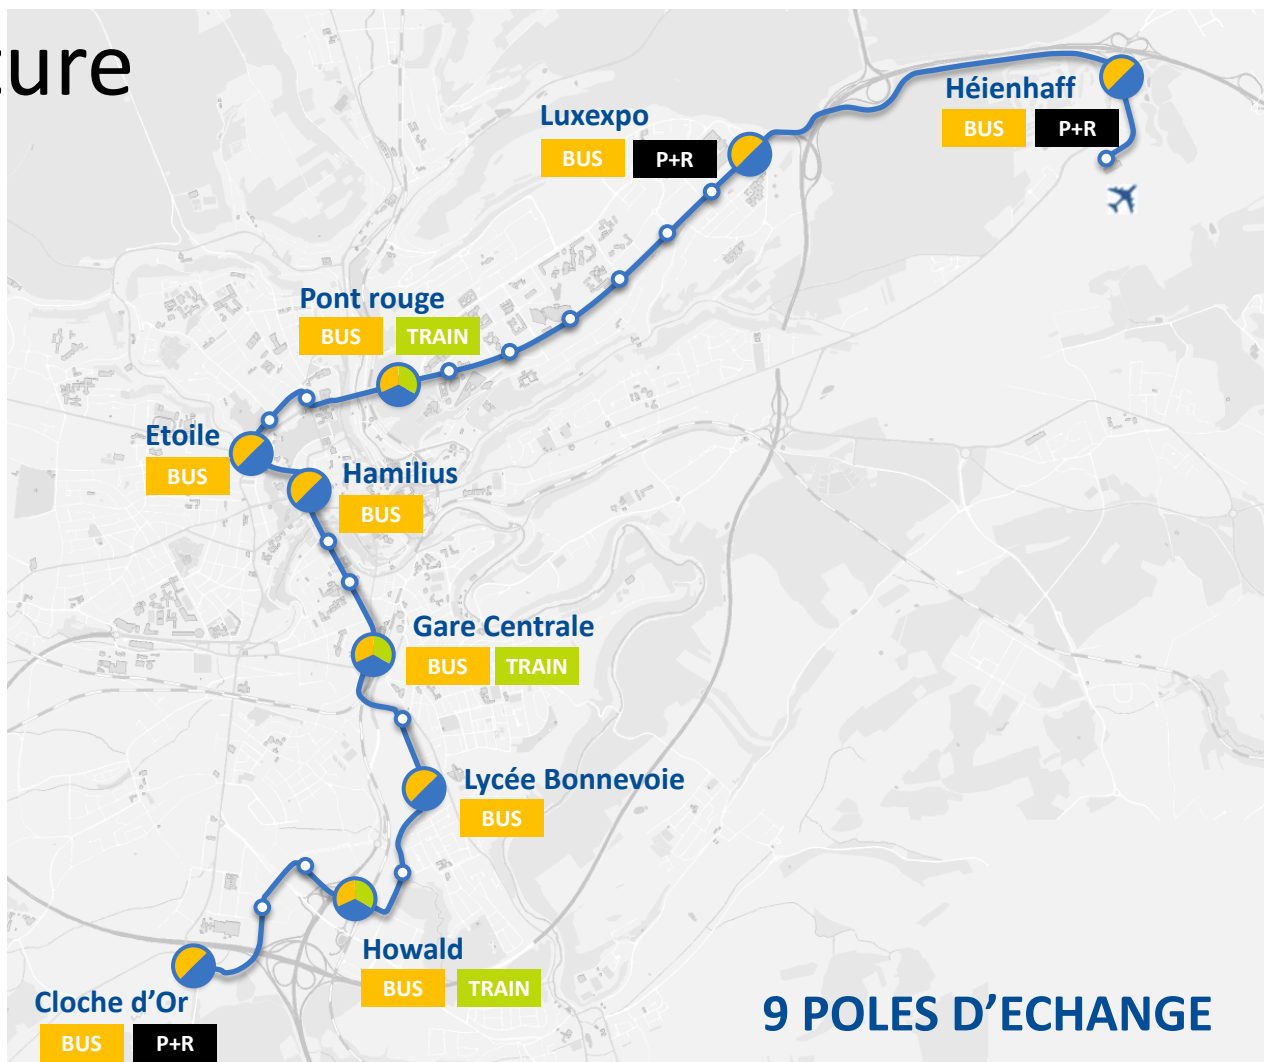 ture
Héienhaff
BUS P+R
Luxexpo
BUS P+R
Pont rouge
BUS TRAIN
Etoile
BUS
Hamilius
BUS
Gare Centrale
BUS TRAIN
Lycée Bonnevoie
BUS
Howald
BUS TRAIN
Cloche d’Or
BUS P+R
9 POLES D’ECHANGE